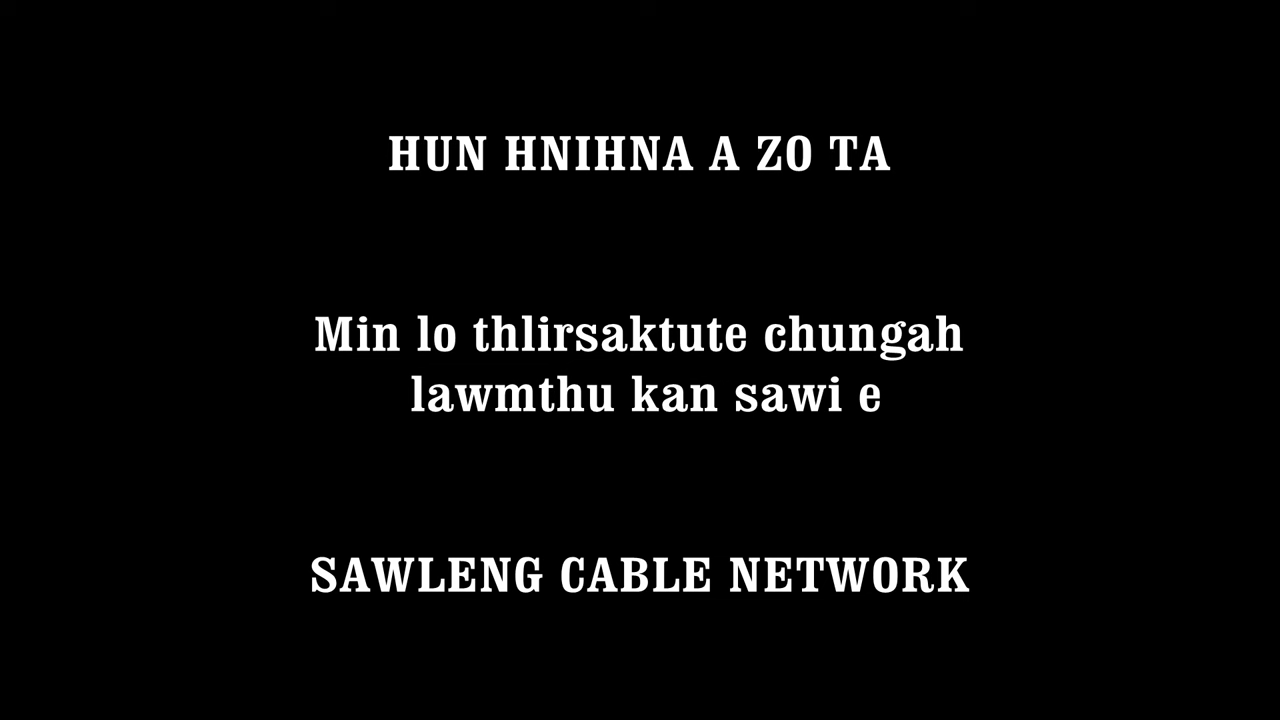 HUN HNIHNA A ZO TA
Min lo thlirsaktute chungah
lawmthu kan sawi e
SAWLENG CABLE NETWORK